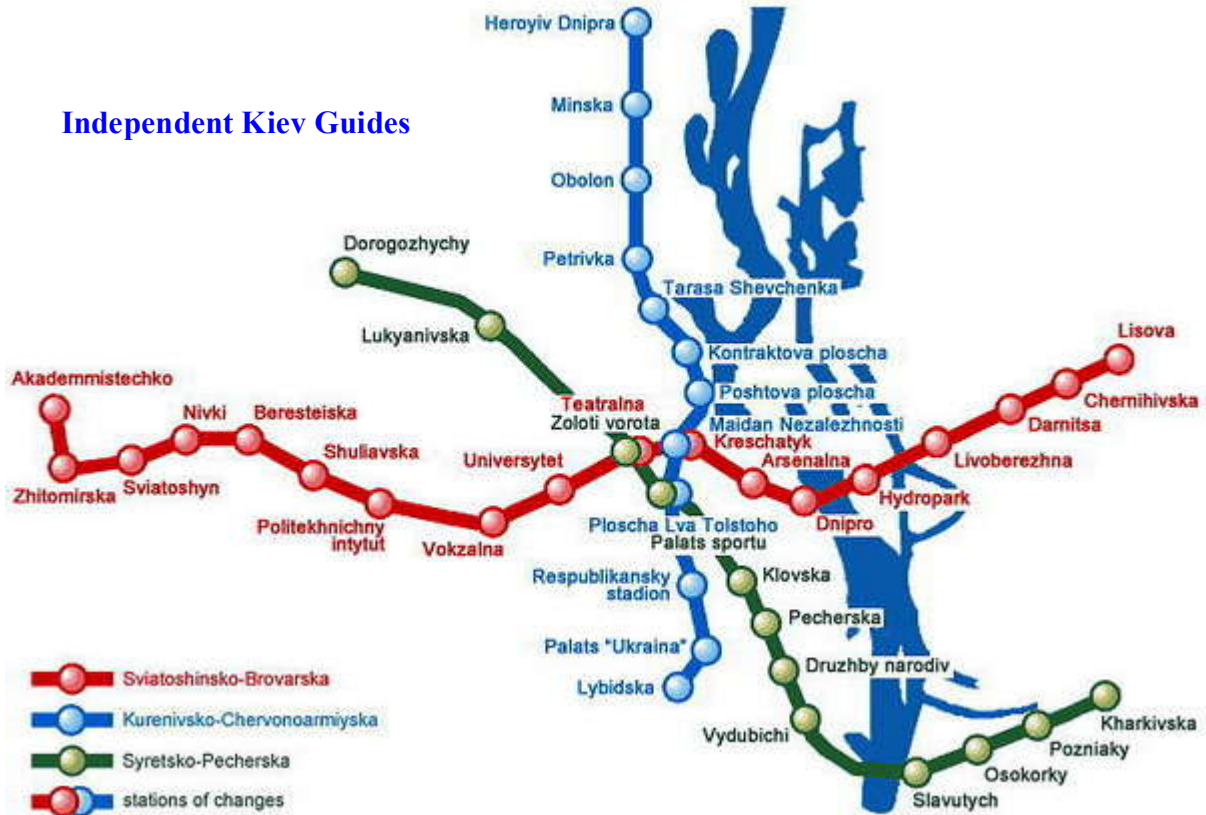 Heroyiv Dnipra
Minska
Independent Kiev Guides
Obolon
Dorogozhychy
Petrivka
Tarasa Shevchenka
Lukyanivska
Kontraktova ploscha
Lisova
Akademmistechko
Poshtova ploscha
Chernihivska
Nivki
Beresteiska
Teatralna
Zoloti vorota
Maidan Nezalezhnosti
Darnitsa
Shuliavska
Universytet
Kreschatyk
Arsenalna
Livoberezhna
Zhitomirska
Sviatoshyn
Hydropark
Politekhnichny
intytut
Vokzalna
Ploscha Lva Tolstoho
Palats sportu
Dnipro
Respublikansky
stadion
Klovska
Pecherska
Palats "Ukraina"
Druzhby narodiv
Lybidska
Vydubichi
Kharkivska
Pozniaky
Osokorky
Slavutych
Sviatoshinsko-Brovarska
Kurenivsko-Chervonoarmiyska
Syretsko-Pecherska
stations of changes